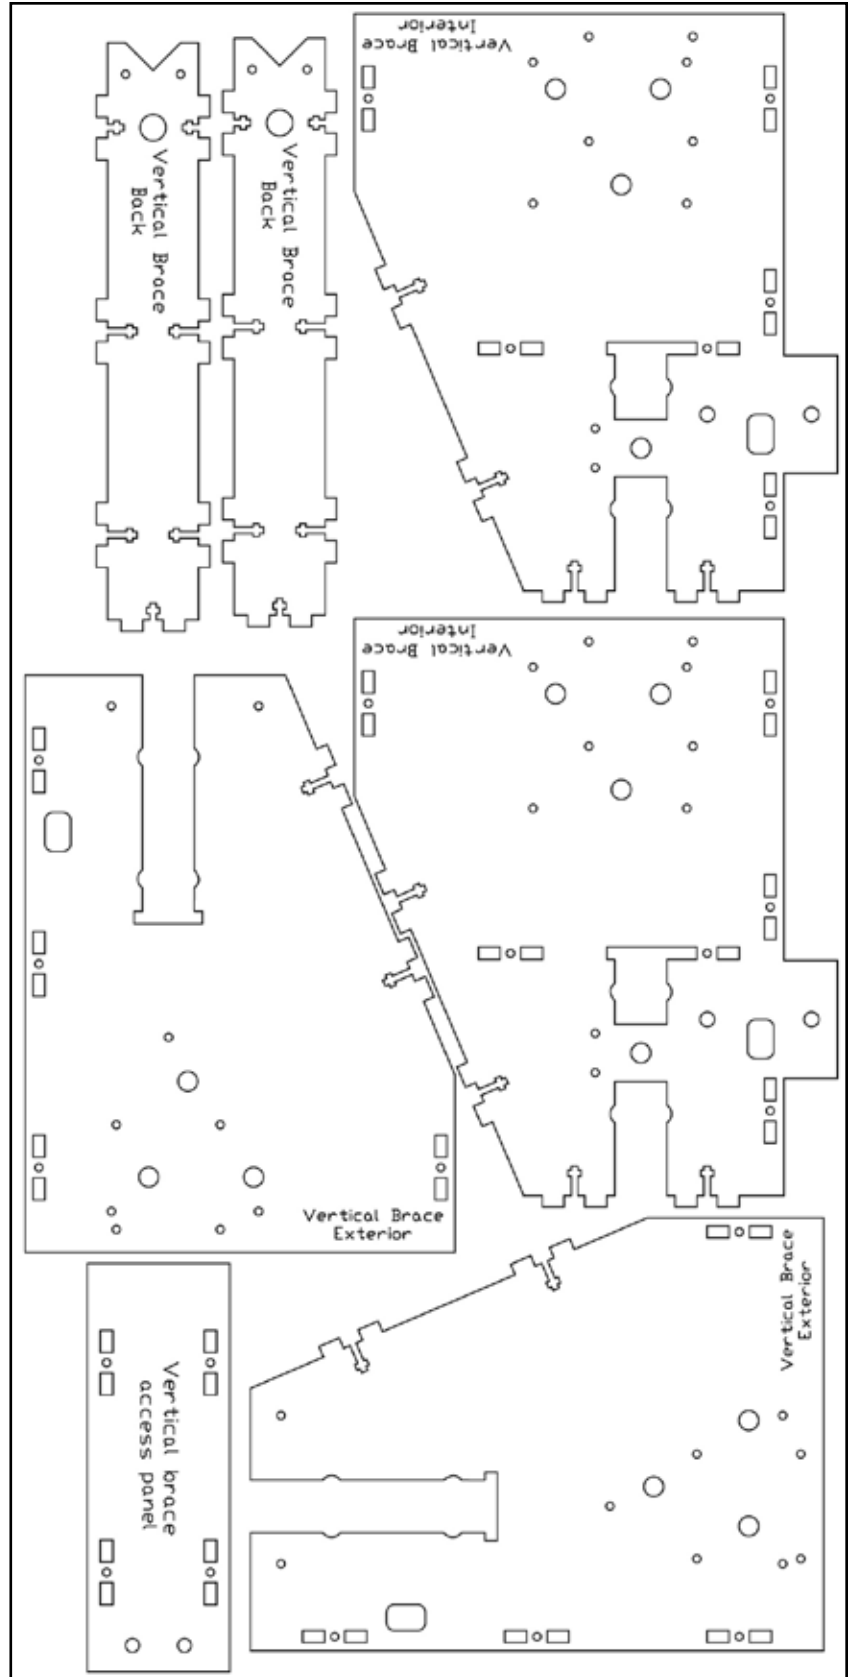 Vertical Brace
Interior
Vertical Brace
Back
Vertical Brace
Back
Vertical Brace
Interior
Vertical Brace
Exterior
Vertical Brace
Exterior
Vertical brace
access panel